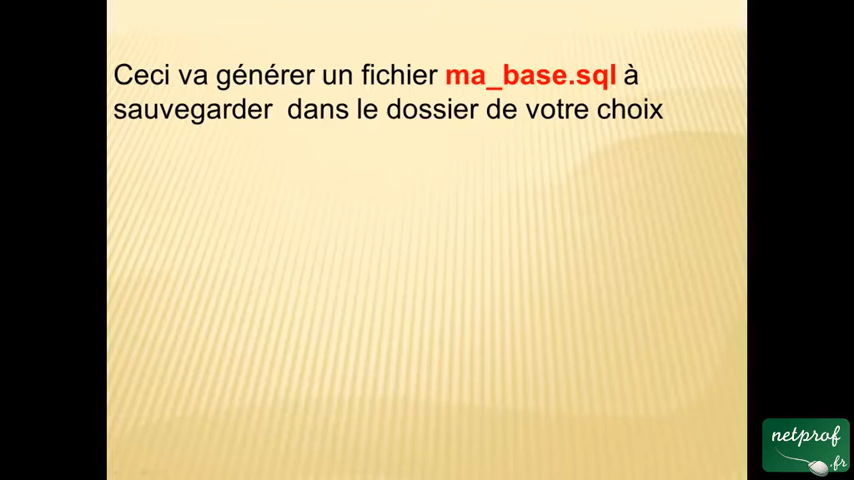 Ceci va générer un fichier ma_base.sql à
sauvegarder  dans le dossier de votre choix
netprof
.fr